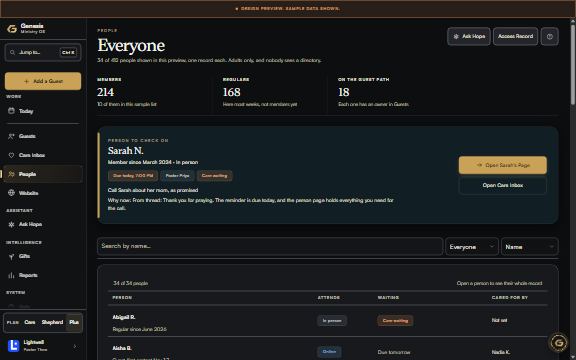 DESIGN PREVIEW. SAMPLE DATA SHOWN.
Genesis
Ministry OS
Jump to...
Ctrl K
+ Add a Guest
WORK
Today
Guests
Care Inbox
People
Website
ASSISTANT
Ask Hope
INTELLIGENCE
Gifts
Reports
SYSTEM
PLAN Care Shepherd Plus
Lightwell
Pastor Theo
PEOPLE
Everyone
34 of 412 people shown in this preview, one record each. Adults only, and nobody sees a directory.
Ask Hope
Access Record
MEMBERS
214
10 of them in this sample list
REGULARS
168
Here most weeks, not members yet
ON THE GUEST PATH
18
Each one has an owner in Guests
PERSON TO CHECK ON
Sarah N.
Member since March 2024 · In person
Due today, 7:00 PM
Pastor Priya
Care waiting
Call Sarah about her mom, as promised
Why now: From thread: Thank you for praying. The reminder is due today, and the person page holds everything you need for
the call.
Open Sarah's Page
Open Care Inbox
Search by name...
Everyone
Name
34 of 34 people
Open a person to see their whole record
PERSON
ATTENDS
WAITING
CARED FOR BY
Abigail R.
Regular since June 2026
In person
Care waiting
Not set
Aisha B.
Online
Due tomorrow
Nadia K.